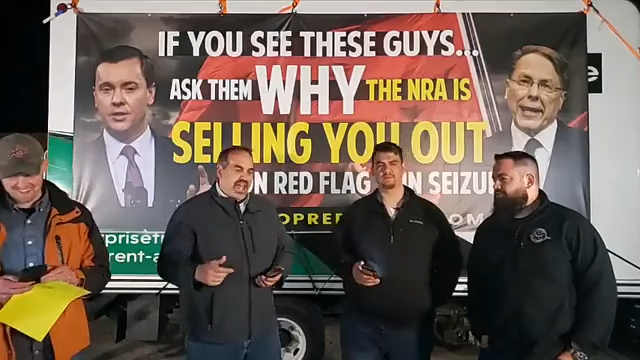 IF YOU SEE THESE GUYS...
ASK THEM WHY THE NRA IS
SELLING YOU OUT
ON RED FLAG